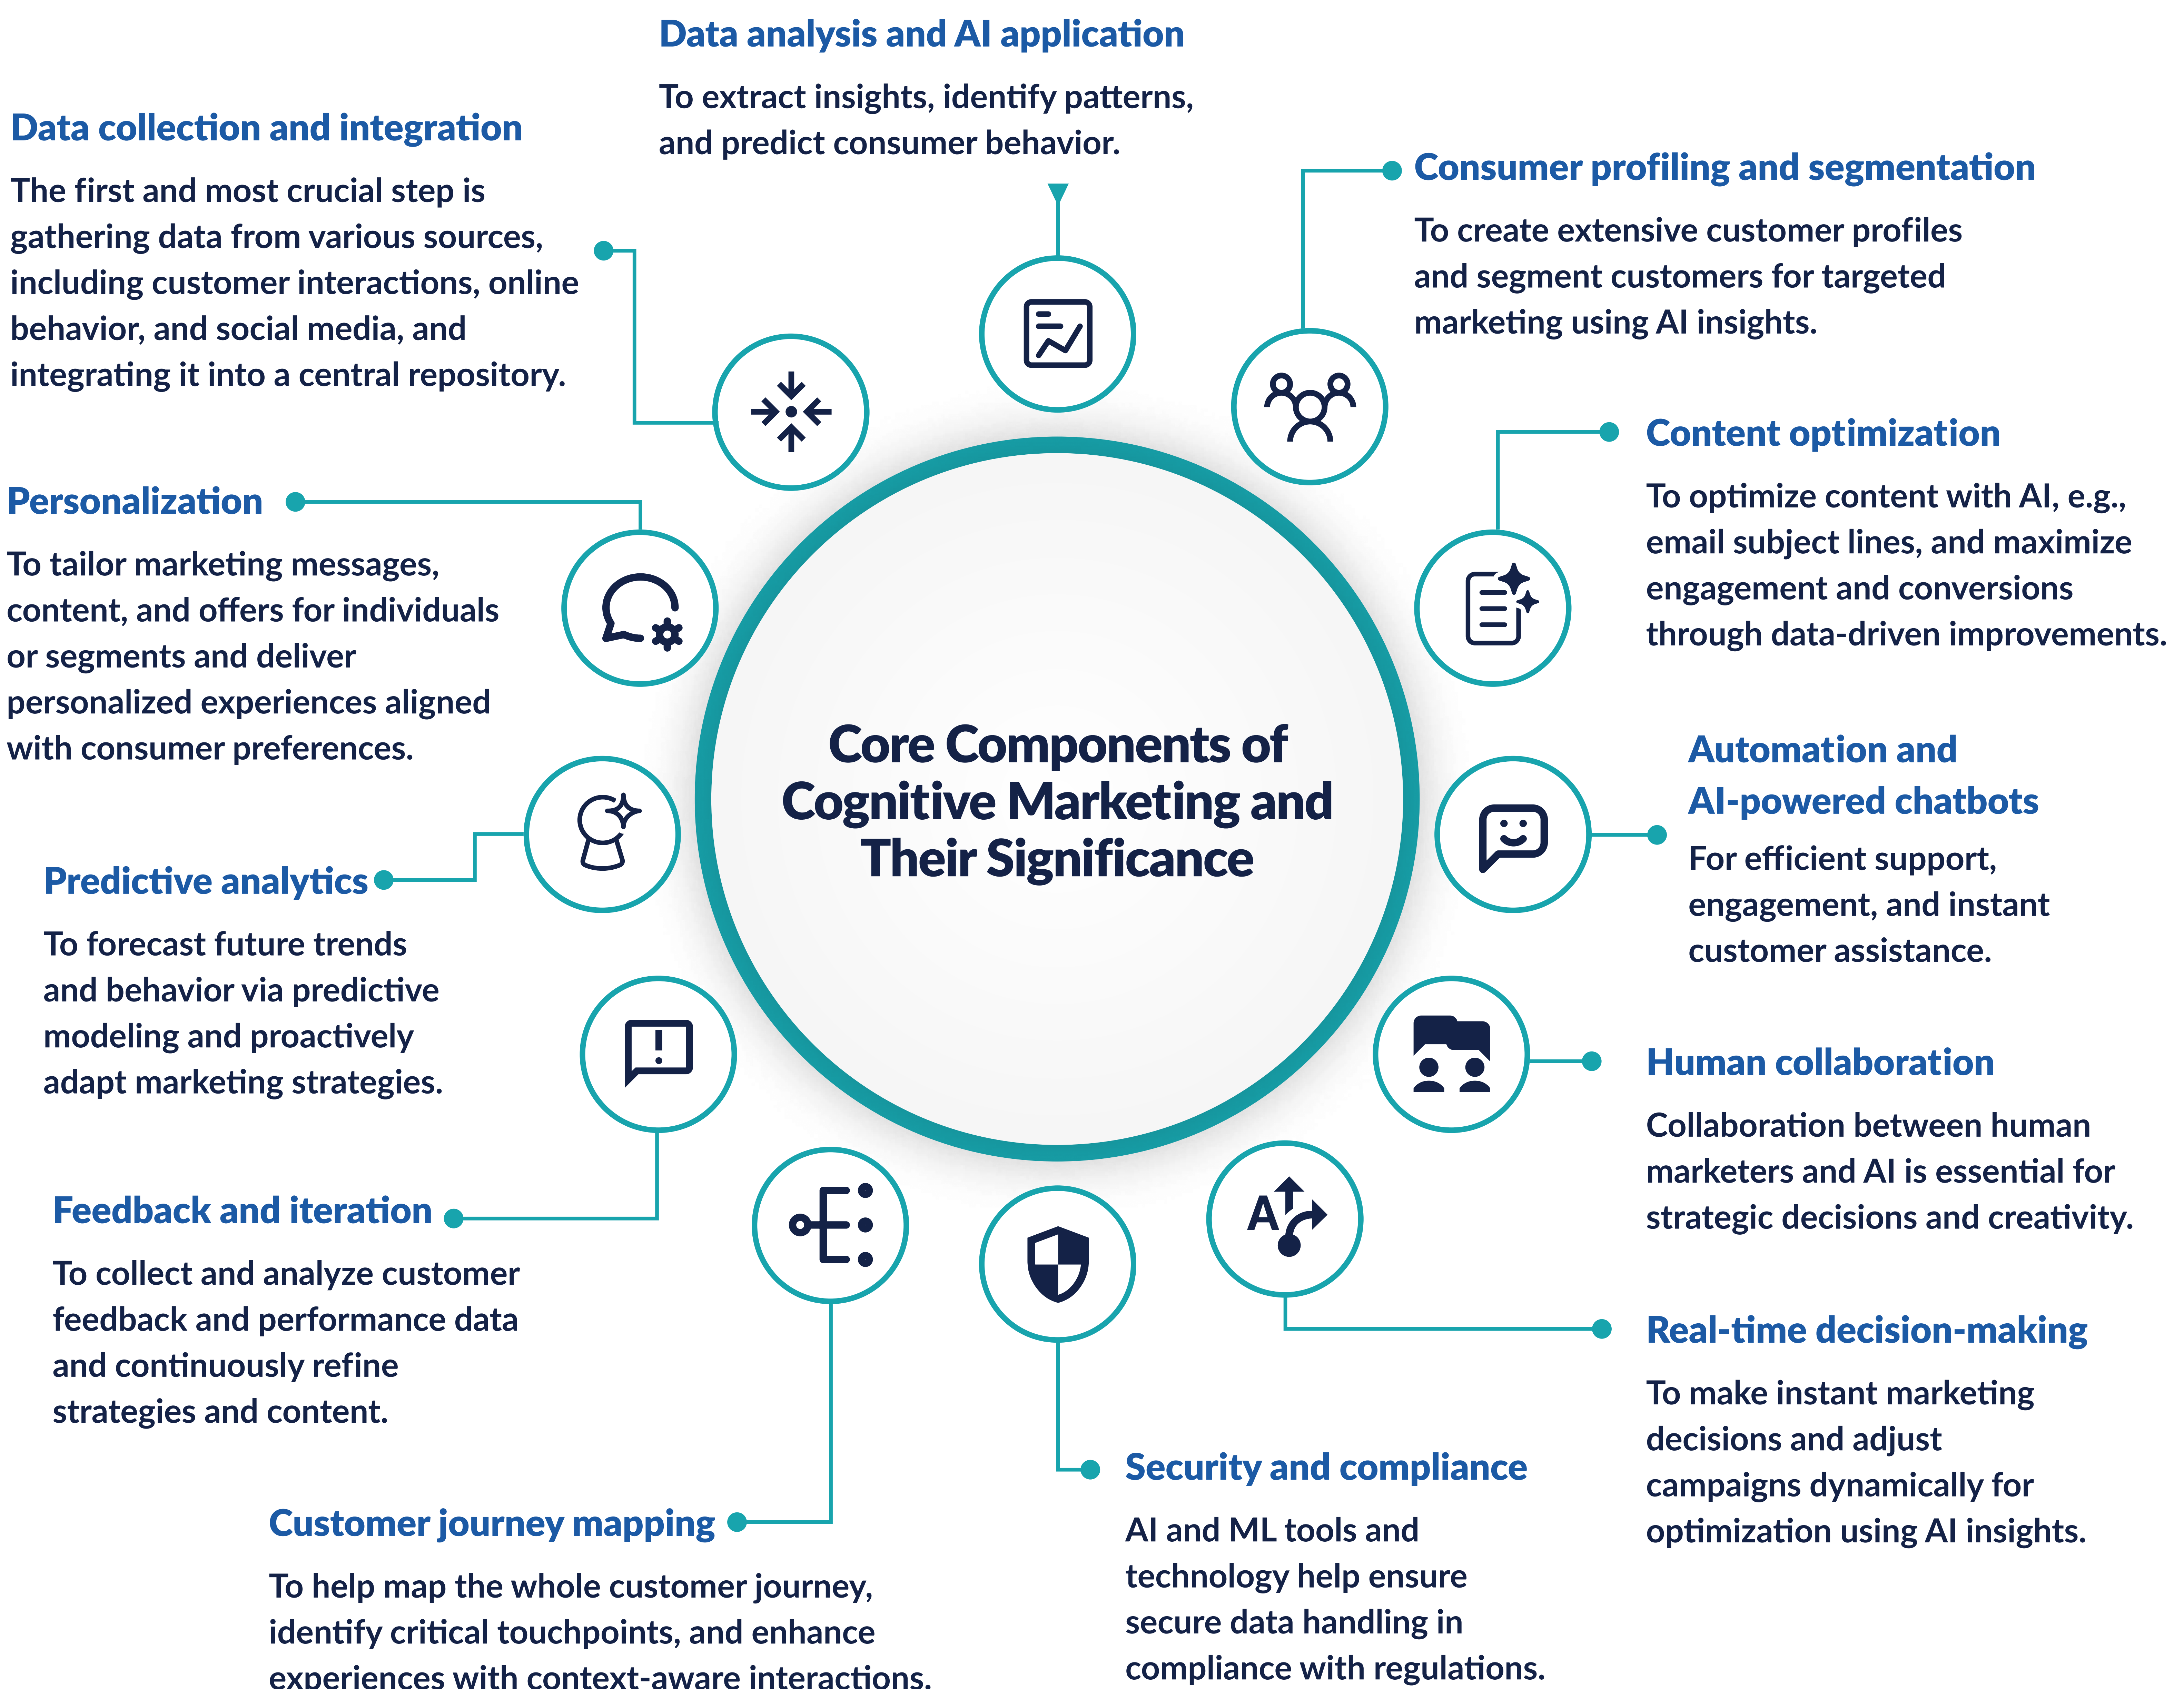 Data analysis and AI application
To extract insights, identify patterns,
and predict consumer behavior.
Data collection and integration
The first and most crucial step is
gathering data from various sources,
including customer interactions, online
behavior, and social media, and
integrating it into a central repository.
Consumer profiling and segmentation
To create extensive customer profiles
and segment customers for targeted
marketing using AI insights.
Content optimization
To optimize content with AI, e.g.,
email subject lines, and maximize
engagement and conversions
through data-driven improvements.
Personalization
To tailor marketing messages,
content, and offers for individuals
or segments and deliver
personalized experiences aligned
with consumer preferences.
Core Components of
Cognitive Marketing and
Their Significance
Automation and
AI-powered chatbots
For efficient support,
engagement, and instant
customer assistance.
Predictive analytics
To forecast future trends
and behavior via predictive
modeling and proactively
adapt marketing strategies.
Human collaboration
Collaboration between human
marketers and AI is essential for
strategic decisions and creativity.
A
Feedback and iteration
To collect and analyze customer
feedback and performance data
and continuously refine
strategies and content.
Real-time decision-making
To make instant marketing
decisions and adjust
campaigns dynamically for
optimization using AI insights.
Security and compliance
AI and ML tools and
technology help ensure
secure data handling in
compliance with regulations.
Customer journey mapping
To help map the whole customer journey,
identify critical touchpoints, and enhance
experiences with context-aware interactions.